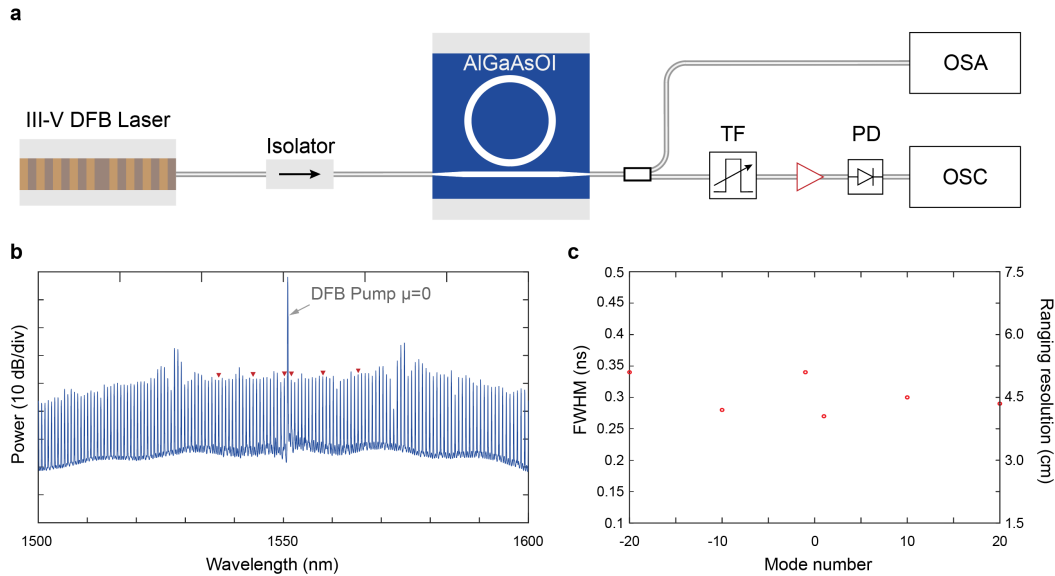 a
III-V DFB Laser
Isolator
AlGaAsOI
OSA
TF
PD
OSC
b
DFB Pump μ=0
Power (10 dB/div)
1500
1550
1600
Wavelength (nm)
c
0.5
0.45
0.4
0.35
0.3
0.25
0.2
0.15
0.1
FWHM (ns)
7.5
6.0
4.5
3.0
1.5
Ranging resolution (cm)
-20
-10
0
10
20
Mode number